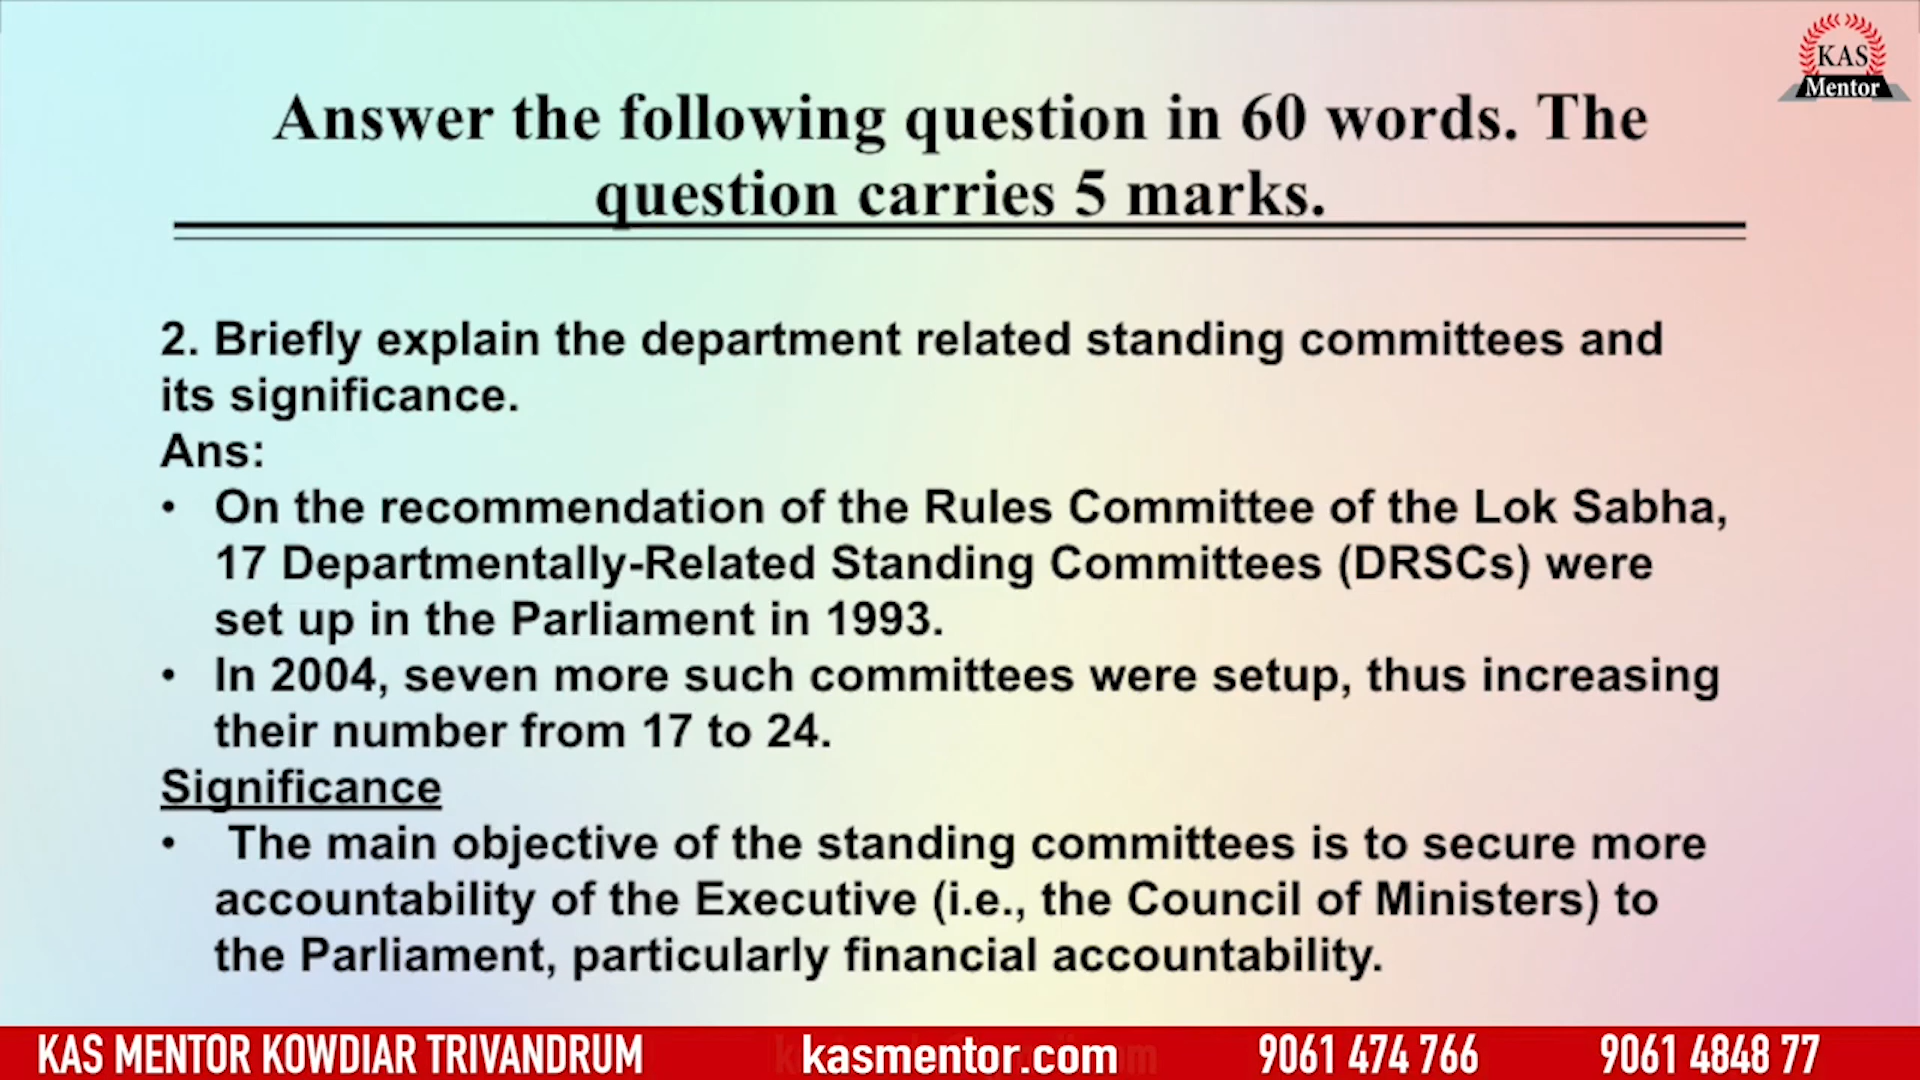 KAS
Mentor
Answer the following question in 60 words. The
question carries 5 marks.
2. Briefly explain the department related standing committees and
its significance.
Ans:
• On the recommendation of the Rules Committee of the Lok Sabha,
17 Departmentally-Related Standing Committees (DRSCs) were
set up in the Parliament in 1993.
• In 2004, seven more such committees were setup, thus increasing
their number from 17 to 24.
Significance
• The main objective of the standing committees is to secure more
accountability of the Executive (i.e., the Council of Ministers) to
the Parliament, particularly financial accountability.
KAS MENTOR KOWDIAR TRIVANDRUM kasmentor.com 9061 474 766 9061 4848 77